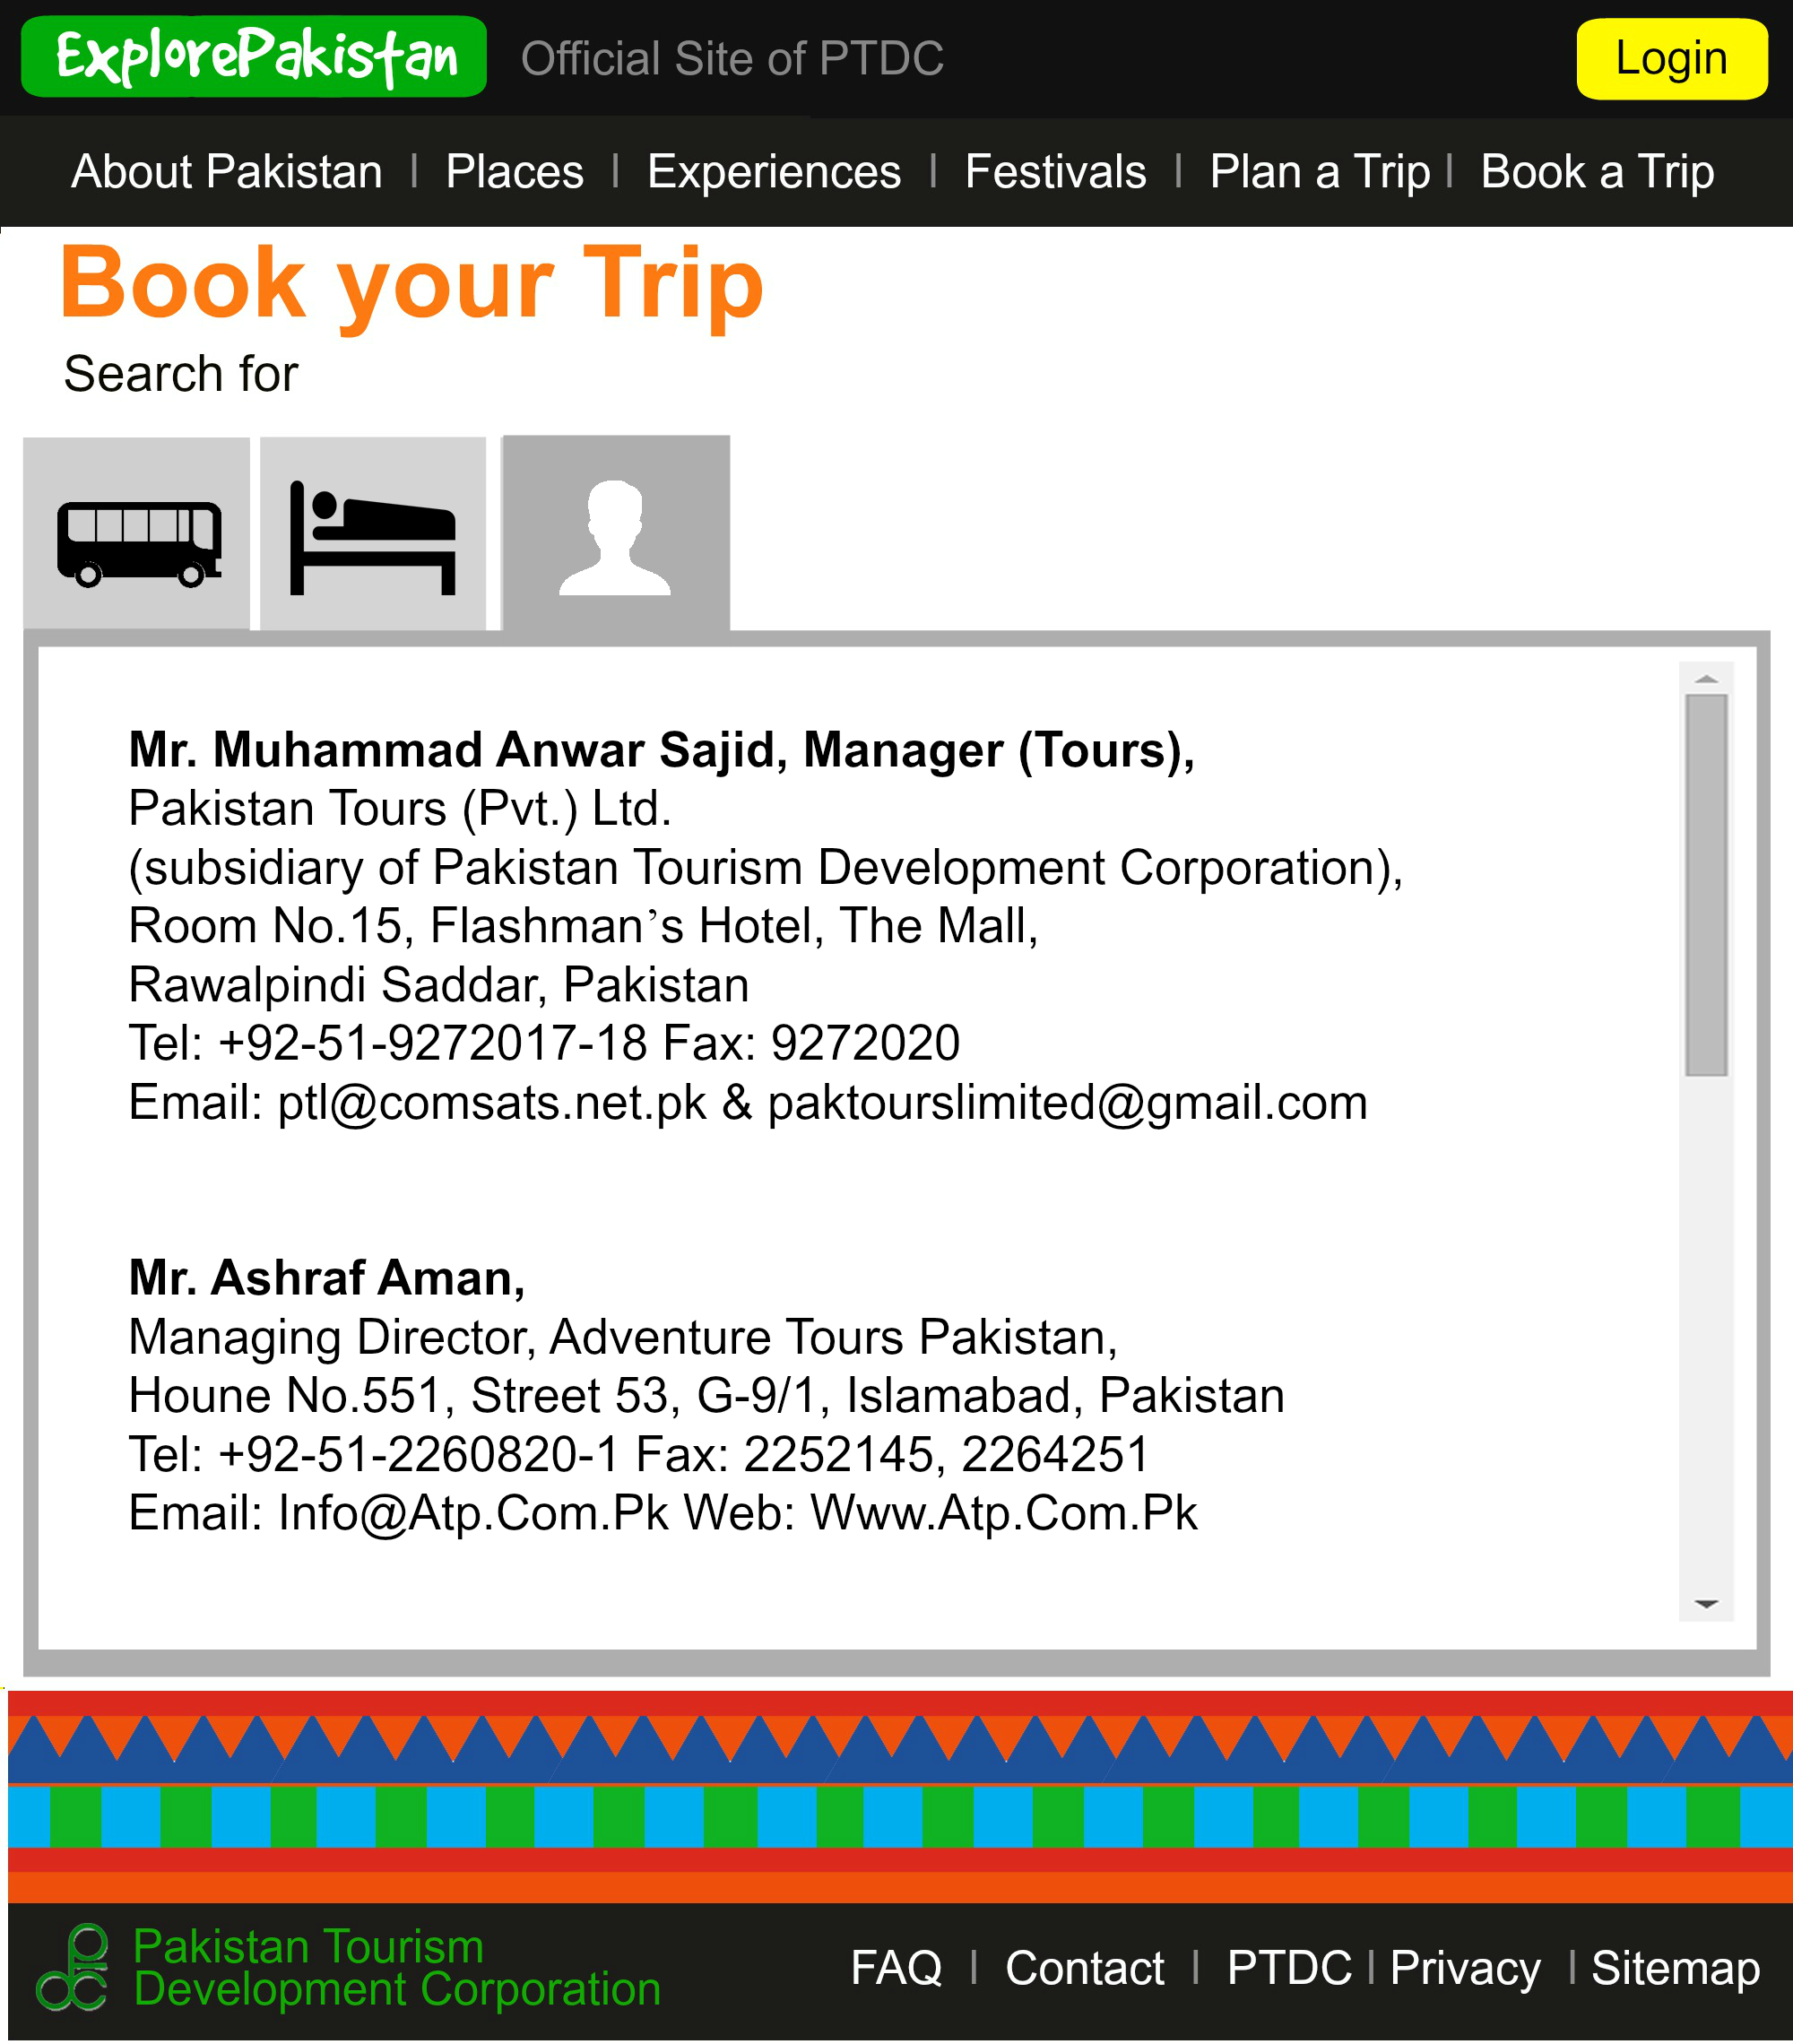 ExplorePakistan Official Site of PTDC Login
About Pakistan | Places | Experiences | Festivals | Plan a Trip | Book a Trip
Book your Trip
Search for
Mr. Muhammad Anwar Sajid, Manager (Tours),
Pakistan Tours (Pvt.) Ltd.
(subsidiary of Pakistan Tourism Development Corporation),
Room No.15, Flashman’s Hotel, The Mall,
Rawalpindi Saddar, Pakistan
Tel: +92-51-9272017-18 Fax: 9272020
Email: ptl@comsats.net.pk & paktourslimited@gmail.com
Mr. Ashraf Aman,
Managing Director, Adventure Tours Pakistan,
Houne No.551, Street 53, G-9/1, Islamabad, Pakistan
Tel: +92-51-2260820-1 Fax: 2252145, 2264251
Email: Info@Atp.Com.Pk Web: Www.Atp.Com.Pk
Pakistan Tourism
Development Corporation
FAQ | Contact | PTDC | Privacy | Sitemap